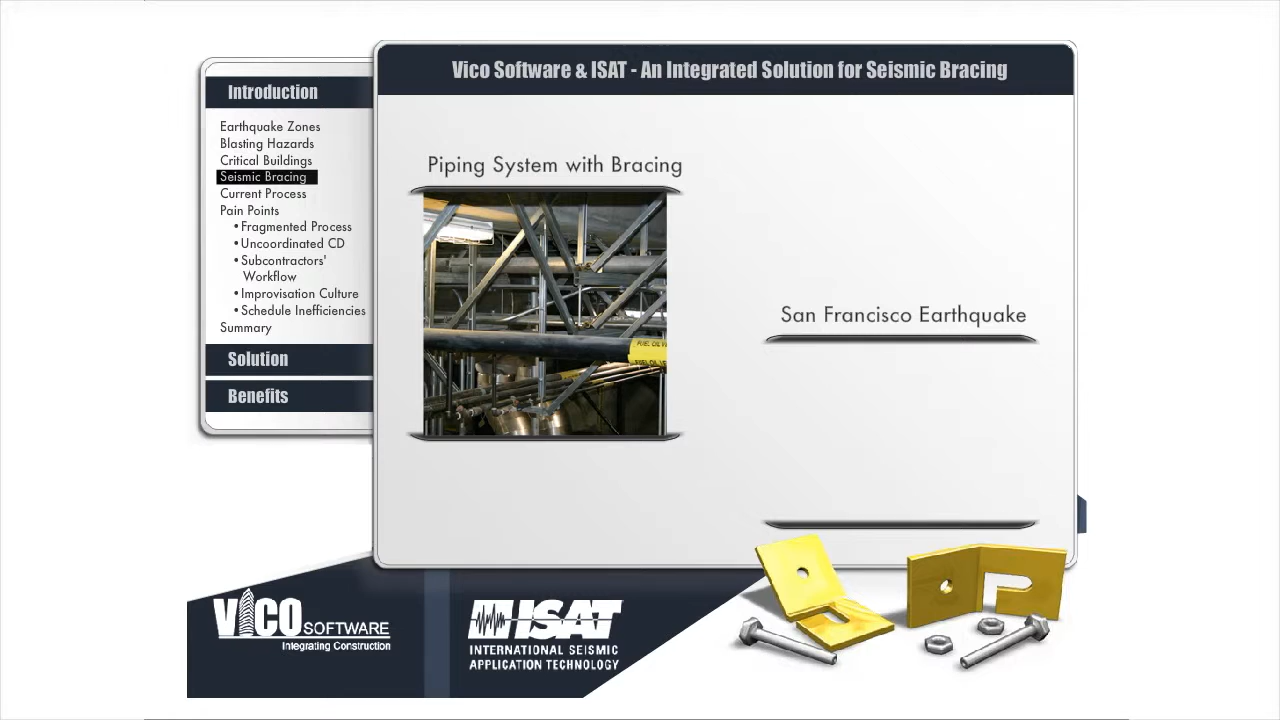 Vico Software & ISAT - An Integrated Solution for Seismic Bracing
Introduction
Earthquake Zones
Blasting Hazards
Critical Buildings
Seismic Bracing
Current Process
Pain Points
• Fragmented Process
• Uncoordinated CD
• Subcontractors'
Workflow
• Improvisation Culture
• Schedule Inefficiencies
Summary
Solution
Benefits
Piping System with Bracing
FUEL OIL
San Francisco Earthquake
VICO SOFTWARE
Integrating Construction
ISAT
INTERNATIONAL SEISMIC
APPLICATION TECHNOLOGY